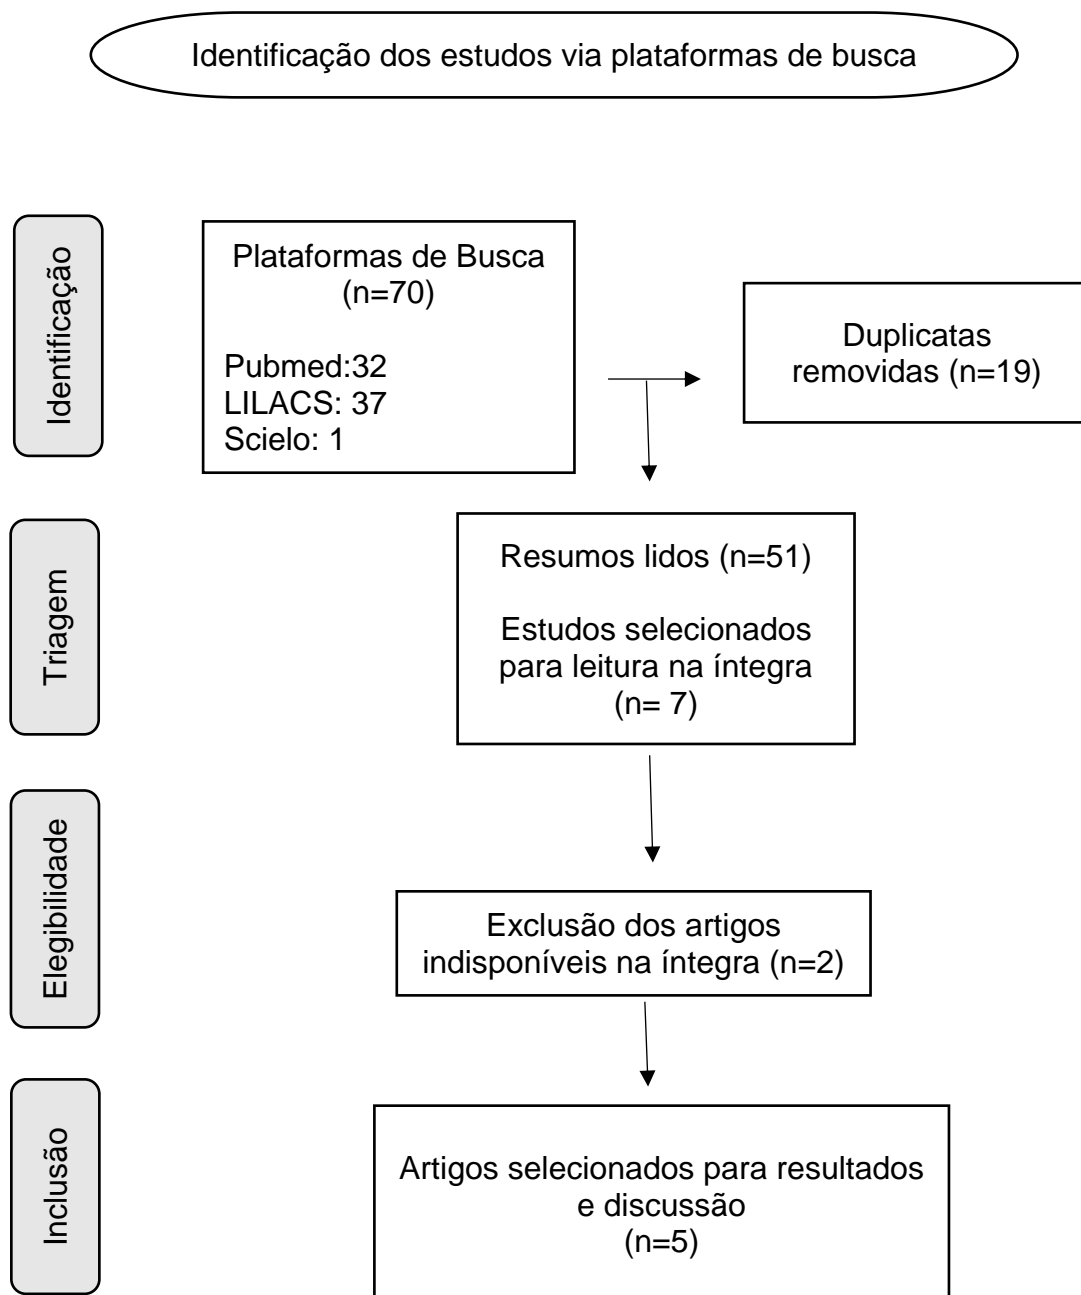 Identificação dos estudos via plataformas de busca
Identificação
Plataformas de Busca
(n=70)
Pubmed:32
LILACS: 37
Scielo: 1
Duplicatas
removidas (n=19)
Triagem
Resumos lidos (n=51)
Estudos selecionados
para leitura na íntegra
(n= 7)
Elegibilidade
Exclusão dos artigos
indisponíveis na íntegra (n=2)
Inclusão
Artigos selecionados para resultados
e discussão
(n=5)